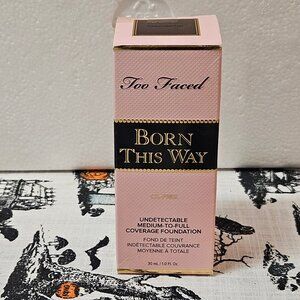 Too Faced
BORN
THIS WAY
UNDETECTABLE
MEDIUM-TO-FULL
COVERAGE FOUNDATION
FOND DE TEINT
INDÉTECTABLE COUVRANCE
MOYENNE À TOTALE
30 mL / 1.0 Fl. Oz